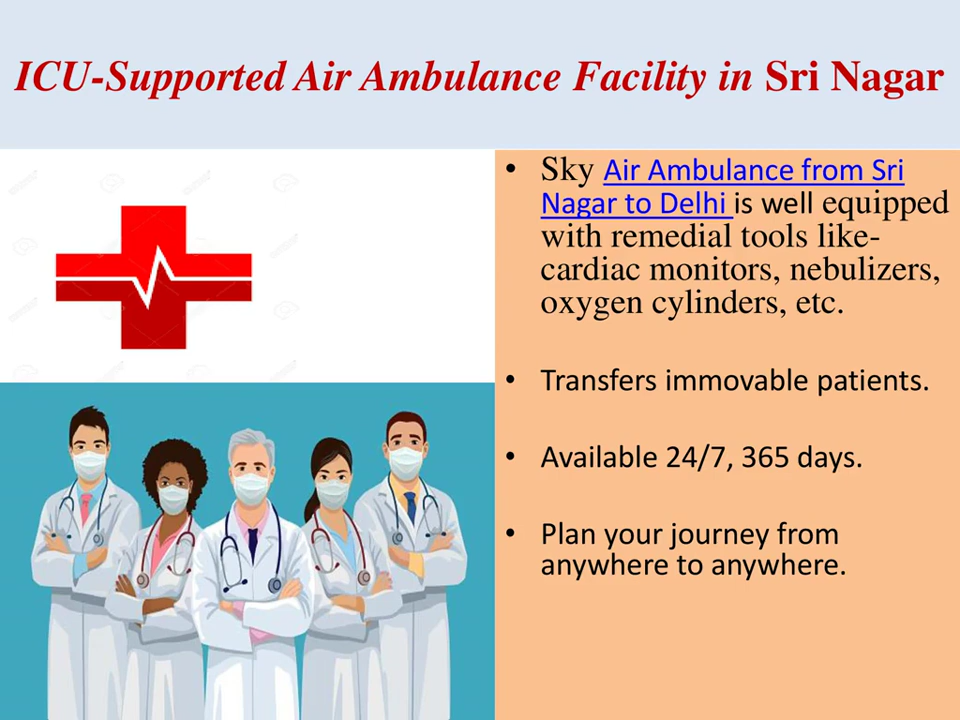 ICU-Supported Air Ambulance Facility in Sri Nagar
• Sky Air Ambulance from Sri
Nagar to Delhi is well equipped
with remedial tools like-
cardiac monitors, nebulizers,
oxygen cylinders, etc.
• Transfers immovable patients.
• Available 24/7, 365 days.
• Plan your journey from
anywhere to anywhere.